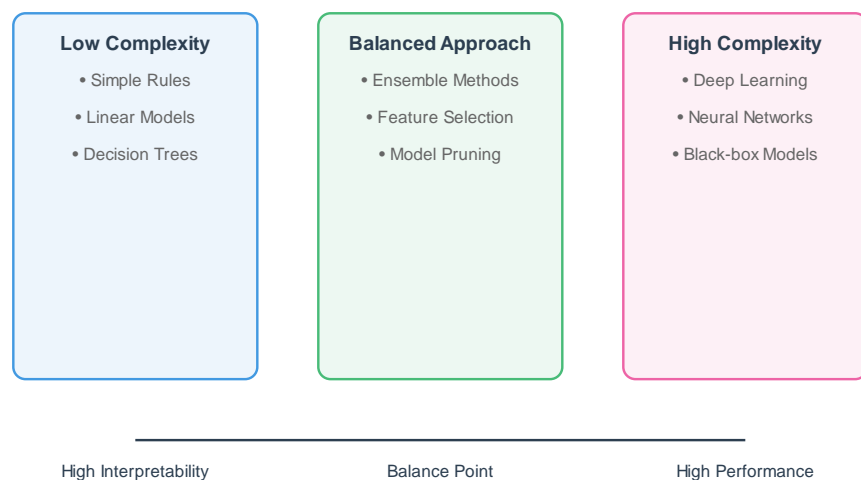 Low Complexity
• Simple Rules
• Linear Models
• Decision Trees
Balanced Approach
• Ensemble Methods
• Feature Selection
• Model Pruning
High Complexity
• Deep Learning
• Neural Networks
• Black-box Models
High Interpretability
Balance Point
High Performance